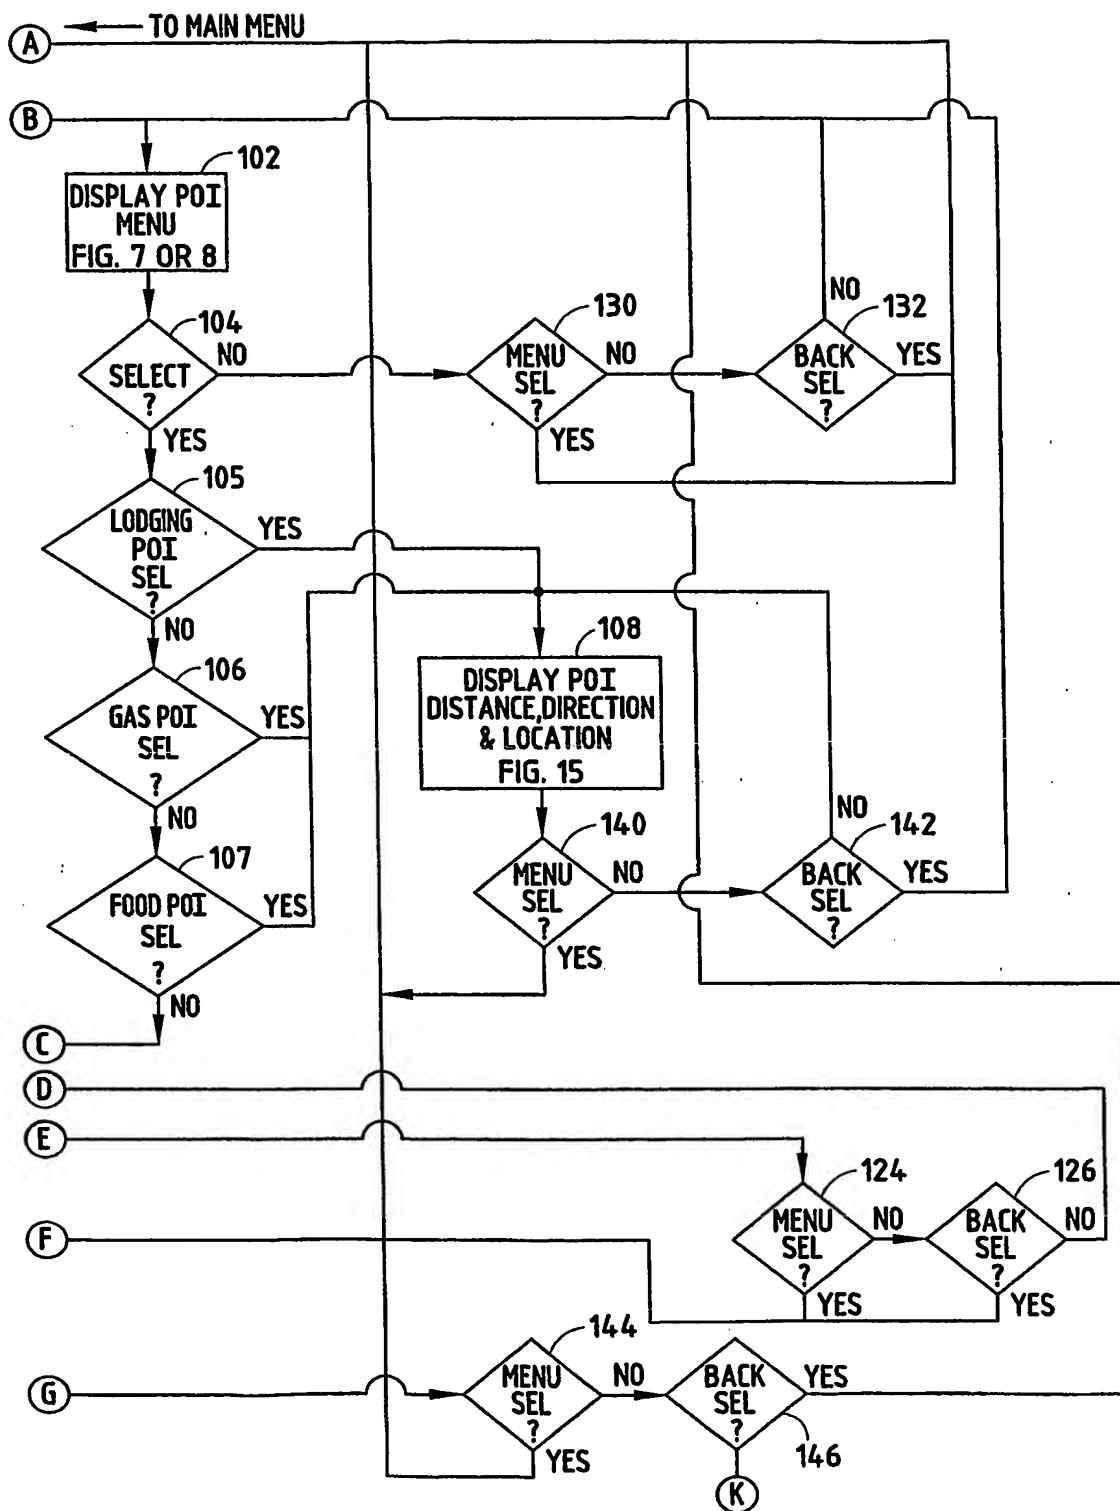 A
TO MAIN MENU
B
102
DISPLAY POI
MENU
FIG. 7 OR 8
104
SELECT
?
NO
YES
130
MENU
SEL
?
NO
YES
132
NO
BACK
SEL
?
YES
105
LODGING
POI
SEL
?
YES
NO
106
GAS POI
SEL
?
YES
NO
107
FOOD POI
SEL
?
YES
NO
108
DISPLAY POI
DISTANCE,DIRECTION
& LOCATION
FIG. 15
140
MENU
SEL
?
NO
YES
142
NO
BACK
SEL
?
YES
C
D
E
F
124
MENU
SEL
?
NO
YES
126
BACK
SEL
?
NO
YES
G
144
MENU
SEL
?
NO
YES
BACK
SEL
?
YES
146
K